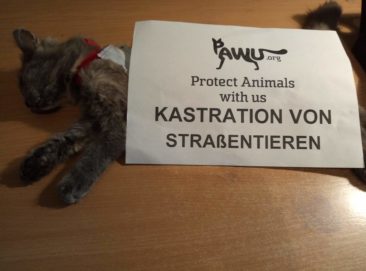 PAWU.org
Protect Animals
with us
KASTRATION VON
STRAßENTIEREN